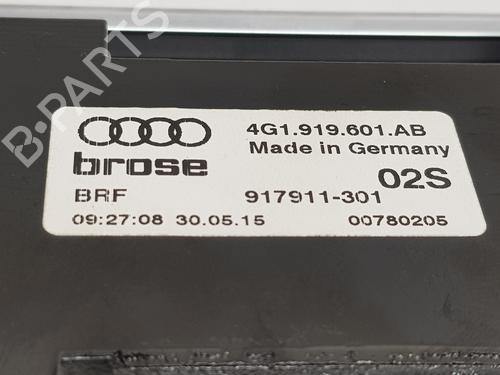 B-PARTS
4G1.919.601.AB
Made in Germany
brose
02S
BRF 917911-301
09:27:08 30.05.15 00780205